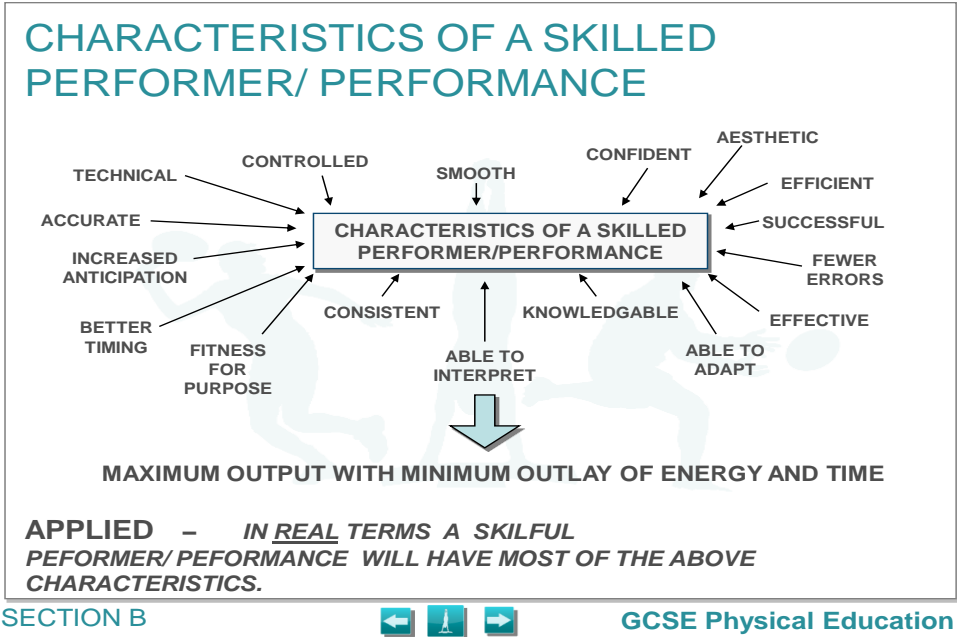 CHARACTERISTICS OF A SKILLED
PERFORMER/ PERFORMANCE
AESTHETIC
CONFIDENT
CONTROLLED
SMOOTH
TECHNICAL
EFFICIENT
ACCURATE
SUCCESSFUL
CHARACTERISTICS OF A SKILLED
PERFORMER/PERFORMANCE
INCREASED
ANTICIPATION
FEWER
ERRORS
CONSISTENT
KNOWLEDGABLE
EFFECTIVE
BETTER
TIMING
FITNESS
FOR
PURPOSE
ABLE TO
INTERPRET
ABLE TO
ADAPT
MAXIMUM OUTPUT WITH MINIMUM OUTLAY OF ENERGY AND TIME
APPLIED – IN REAL TERMS A SKILFUL
PEFORMER/ PEFORMANCE WILL HAVE MOST OF THE ABOVE
CHARACTERISTICS.
SECTION B
GCSE Physical Education